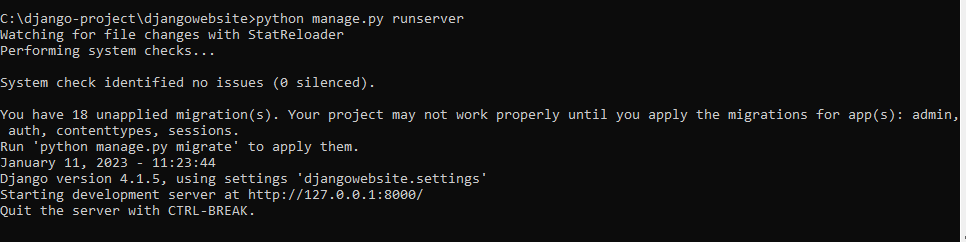 C:\django-project\djangowebsite>python manage.py runserver
Watching for file changes with StatReloader
Performing system checks...
System check identified no issues (0 silenced).
You have 18 unapplied migration(s). Your project may not work properly until you apply the migrations for app(s): admin,
auth, contenttypes, sessions.
Run 'python manage.py migrate' to apply them.
January 11, 2023 - 11:23:44
Django version 4.1.5, using settings 'djangowebsite.settings'
Starting development server at http://127.0.0.1:8000/
Quit the server with CTRL-BREAK.